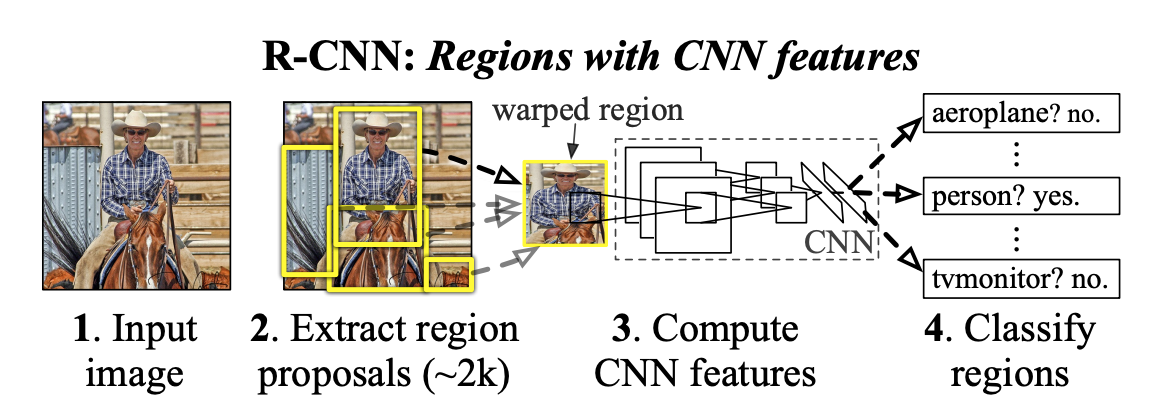 R-CNN: Regions with CNN features
warped region
aeroplane? no.
person? yes.
CNN
tvmonitor? no.
1. Input
image
2. Extract region
proposals (~2k)
3. Compute
CNN features
4. Classify
regions